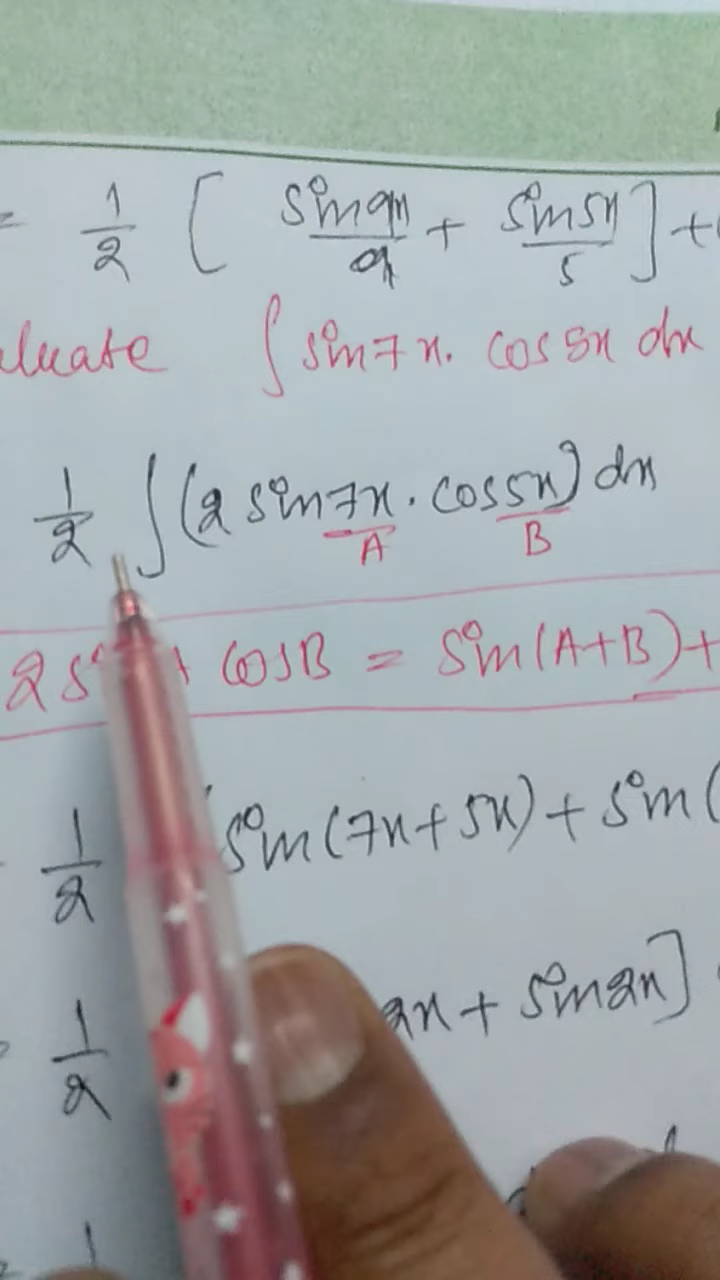 = 1/2 [ sin9x/9 + sin5x/5 ] +
luate ∫ sin7x. cos5x dx
1/2 ∫ (2 sin7x . cos5x) dx
A B
2 cosB = sin(A+B)+
1/2 sin(7x+5x) + sin(
= 1/2 2x + sin2x]
1